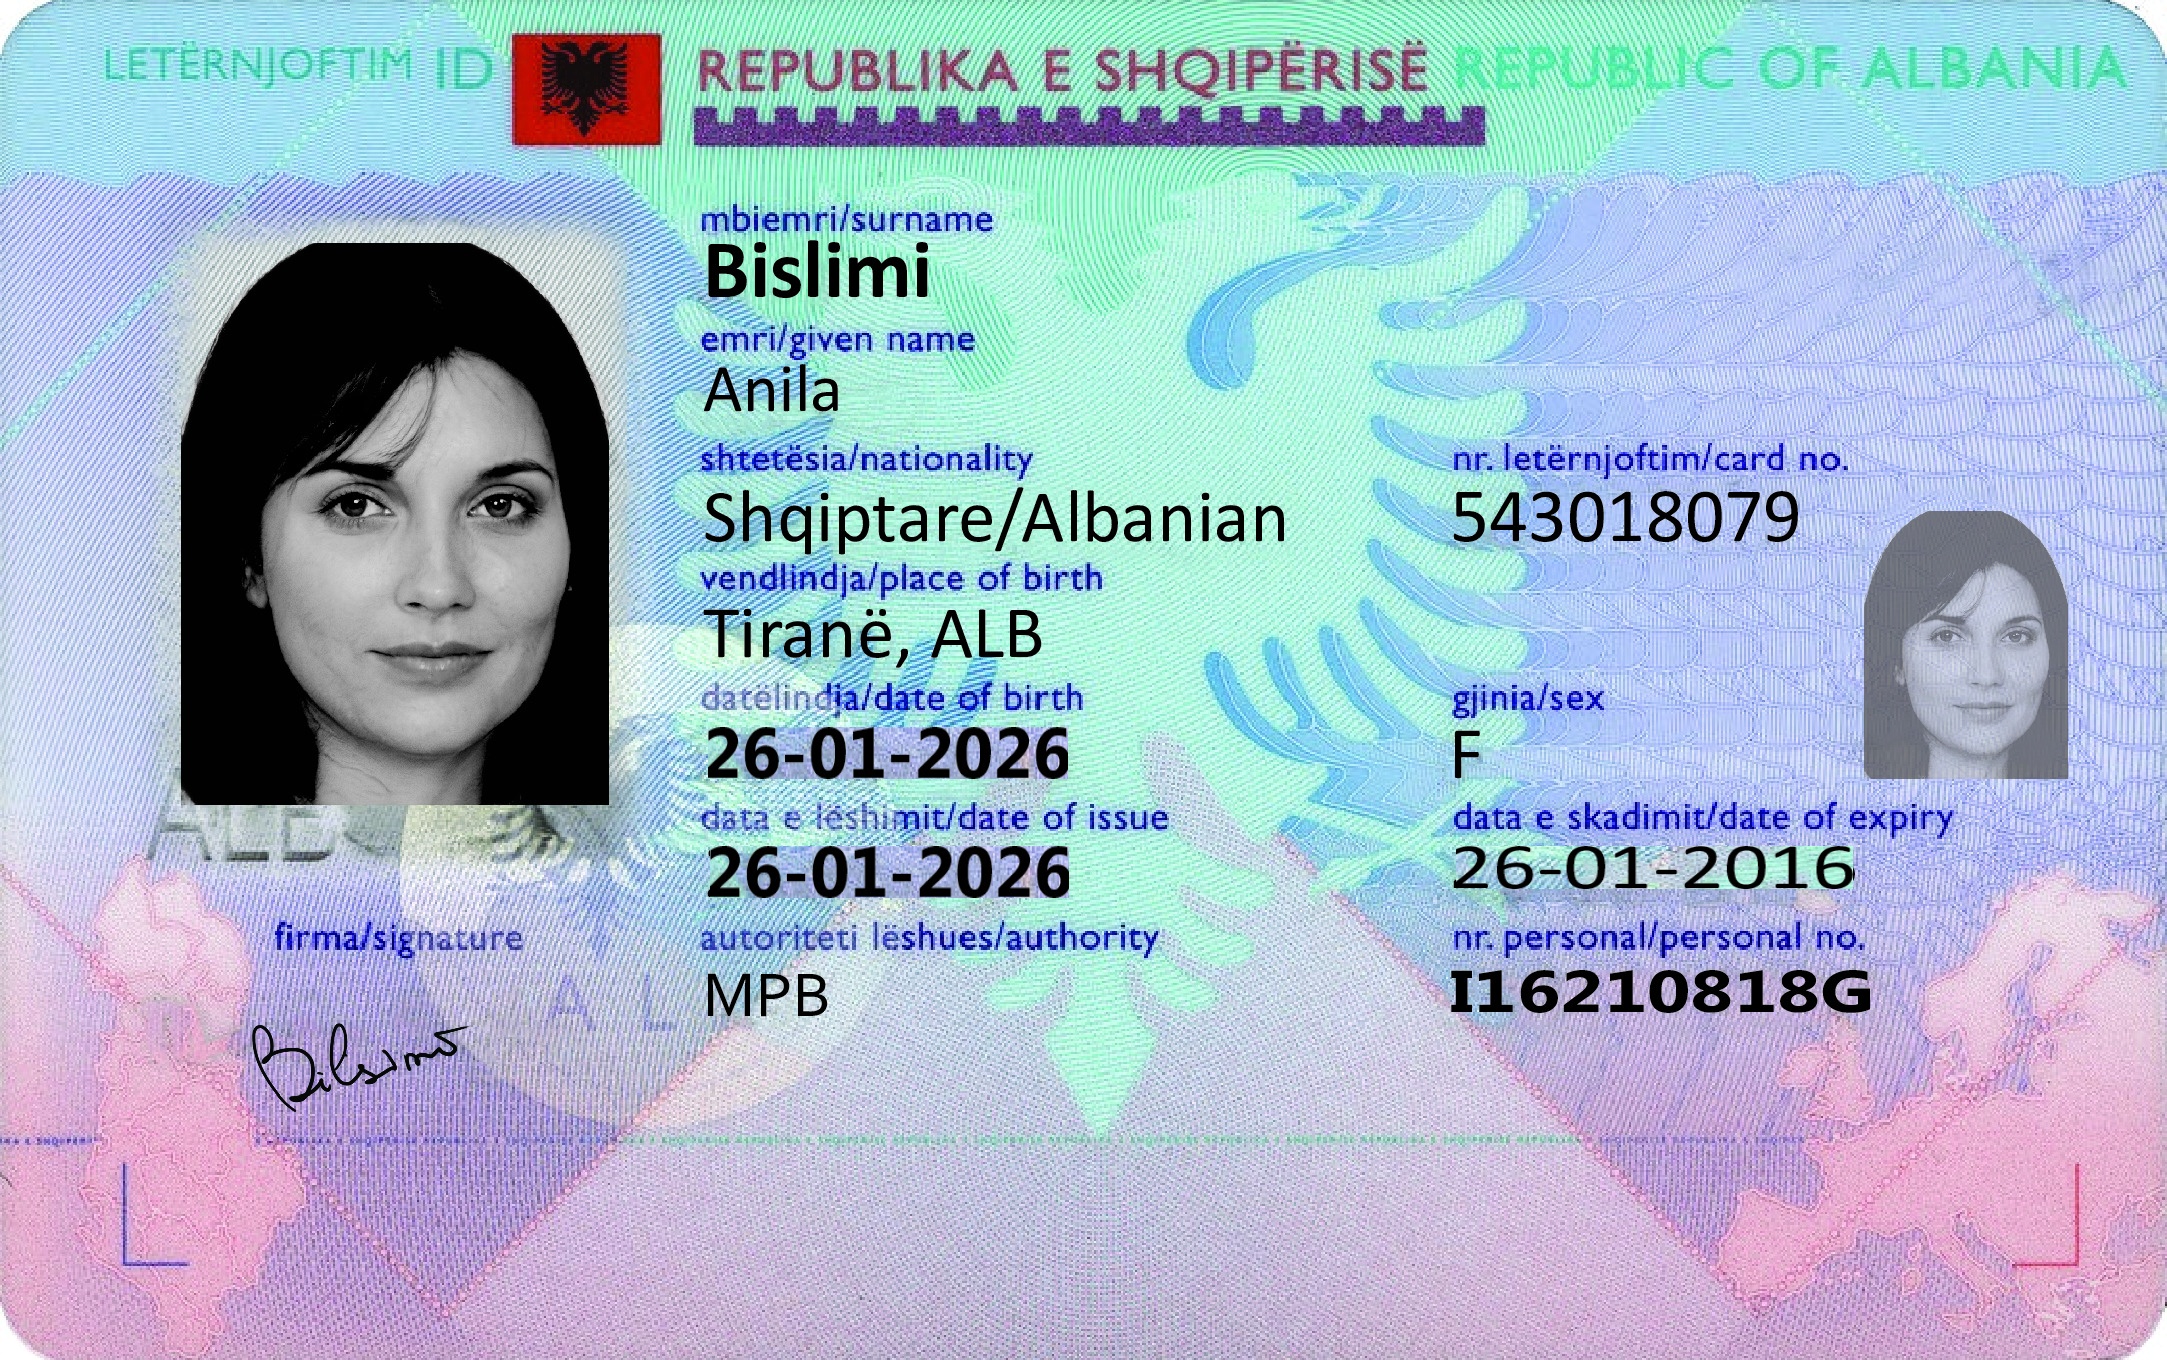 LETËRNJOFTIM ID REPUBLIKA E SHQIPËRISË REPUBLIC OF ALBANIA
mbiemri/surname
Bislimi
emri/given name
Anila
shtetësia/nationality
Shqiptare/Albanian
nr. letërnjoftim/card no.
543018079
vendlindja/place of birth
Tiranë, ALB
datëlindja/date of birth
26-01-2026
gjinia/sex
F
data e lëshimit/date of issue
26-01-2026
data e skadimit/date of expiry
26-01-2016
ALB
firma/signature
autoriteti lëshues/authority
MPB
nr. personal/personal no.
I16210818G
A L